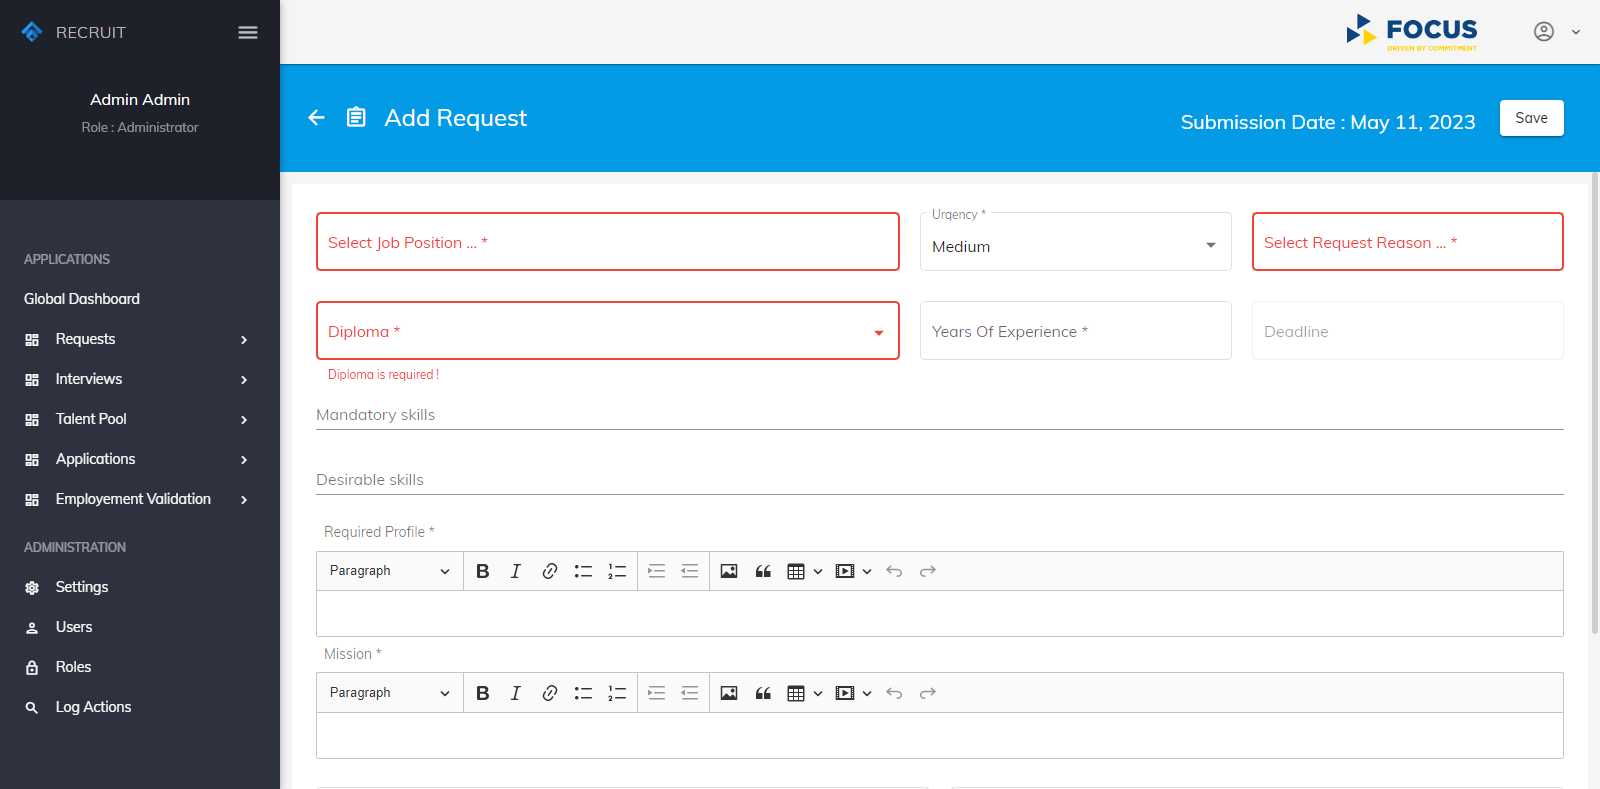 RECRUIT
Admin Admin
Role : Administrator
APPLICATIONS
Global Dashboard
Requests
Interviews
Talent Pool
Applications
Employement Validation
ADMINISTRATION
Settings
Users
Roles
Log Actions
FOCUS
DRIVEN BY COMMITMENT
Add Request
Submission Date : May 11, 2023
Save
Select Job Position ... *
Urgency *
Medium
Select Request Reason ... *
Diploma *
Years Of Experience *
Deadline
Diploma is required !
Mandatory skills
Desirable skills
Required Profile *
Paragraph
Mission *
Paragraph